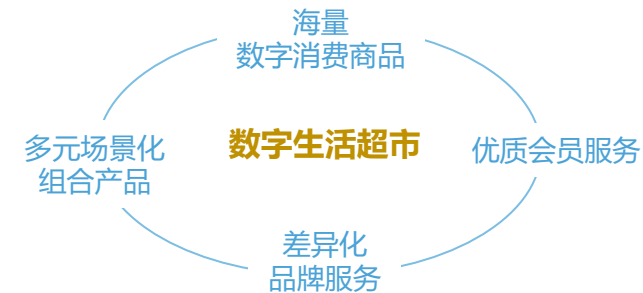 海量
数字消费商品
多元场景化
组合产品
数字生活超市
优质会员服务
差异化
品牌服务